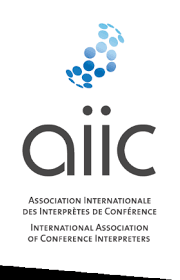 aiic
Association Internationale
des Interprètes de Conférence
International Association
of Conference Interpreters